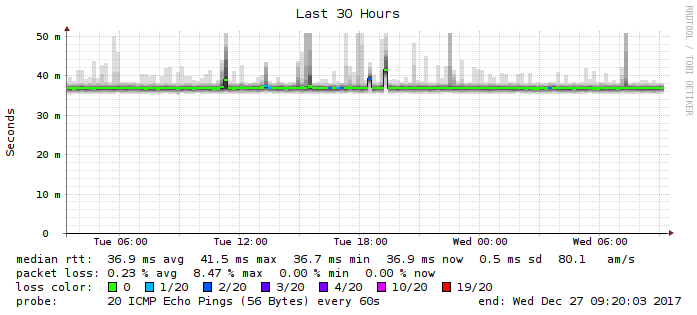 Last 30 Hours
RRDTOOL / TOBI OETIKER
Seconds
50 m
40 m
30 m
20 m
10 m
0
Tue 06:00 Tue 12:00 Tue 18:00 Wed 00:00 Wed 06:00
median rtt: 36.9 ms avg 41.5 ms max 36.7 ms min 36.9 ms now 0.5 ms sd 80.1 am/s
packet loss: 0.23 % avg 8.47 % max 0.00 % min 0.00 % now
loss color: 0 1/20 2/20 3/20 4/20 10/20 19/20
probe: 20 ICMP Echo Pings (56 Bytes) every 60s end: Wed Dec 27 09:20:03 2017